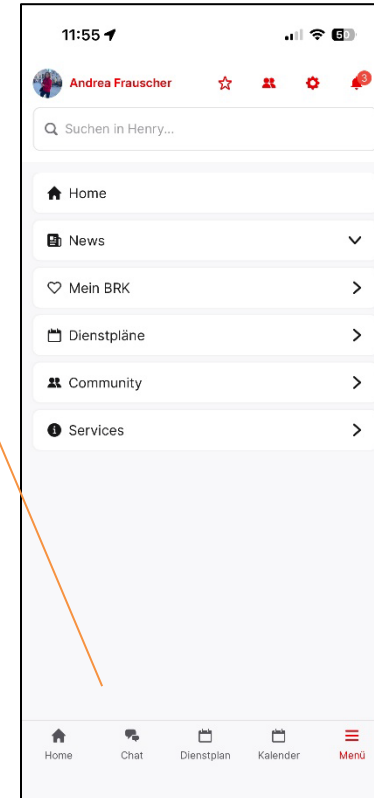 11:55
50
Andrea Frauscher
3
Suchen in Henry...
Home
News
Mein BRK
Dienstpläne
Community
Services
Home Chat Dienstplan Kalender Menü